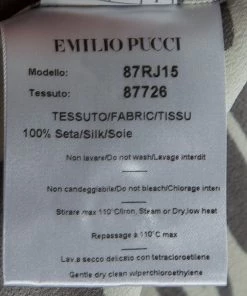 EMILIO PUCCI
Modello: 87RJ15
Tessuto: 87726
TESSUTO/FABRIC/TISSU
100% Seta/Silk/Soie
Non lavare/Do not wash/Lavage interdit
Non candeggiabile/Do not bleach/Chlorage interdit
Stirare max 110°C/Iron, Steam or Dry, low heat
Repassage a 110°C max
Lav. a secco delicato con tetracloroetilene
Gentle dry clean w/perchloroethylene